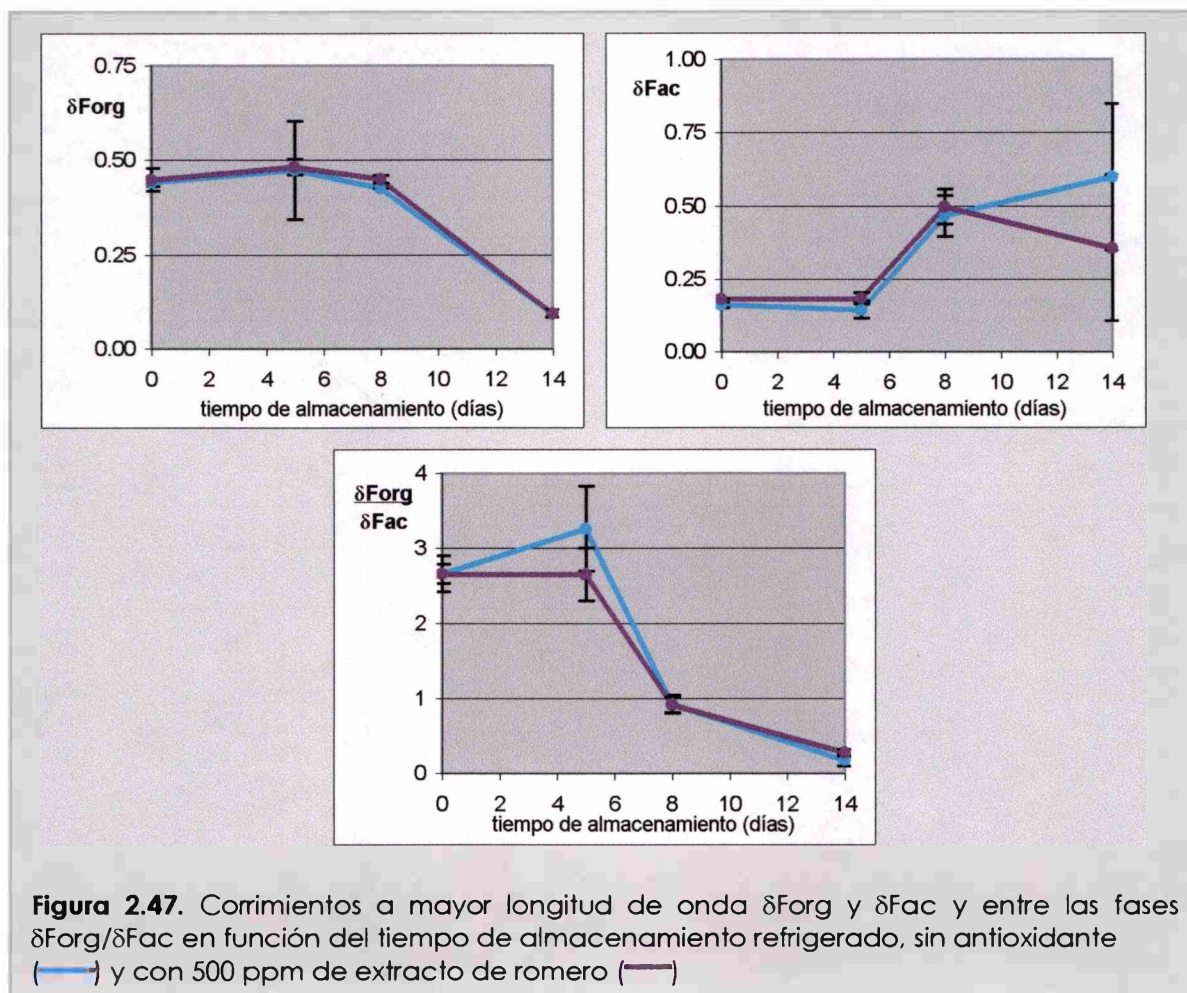 0.75
δForg
0.50
0.25
0.00
0 2 4 6 8 10 12 14
tiempo de almacenamiento (días)
1.00
δFac
0.75
0.50
0.25
0.00
0 2 4 6 8 10 12 14
tiempo de almacenamiento (días)
4
δForg
δFac
3
2
1
0
0 2 4 6 8 10 12 14
tiempo de almacenamiento (días)
Figura 2.47. Corrimientos a mayor longitud de onda δForg y δFac y entre las fases
δForg/δFac en función del tiempo de almacenamiento refrigerado, sin antioxidante
( ) y con 500 ppm de extracto de romero ( )